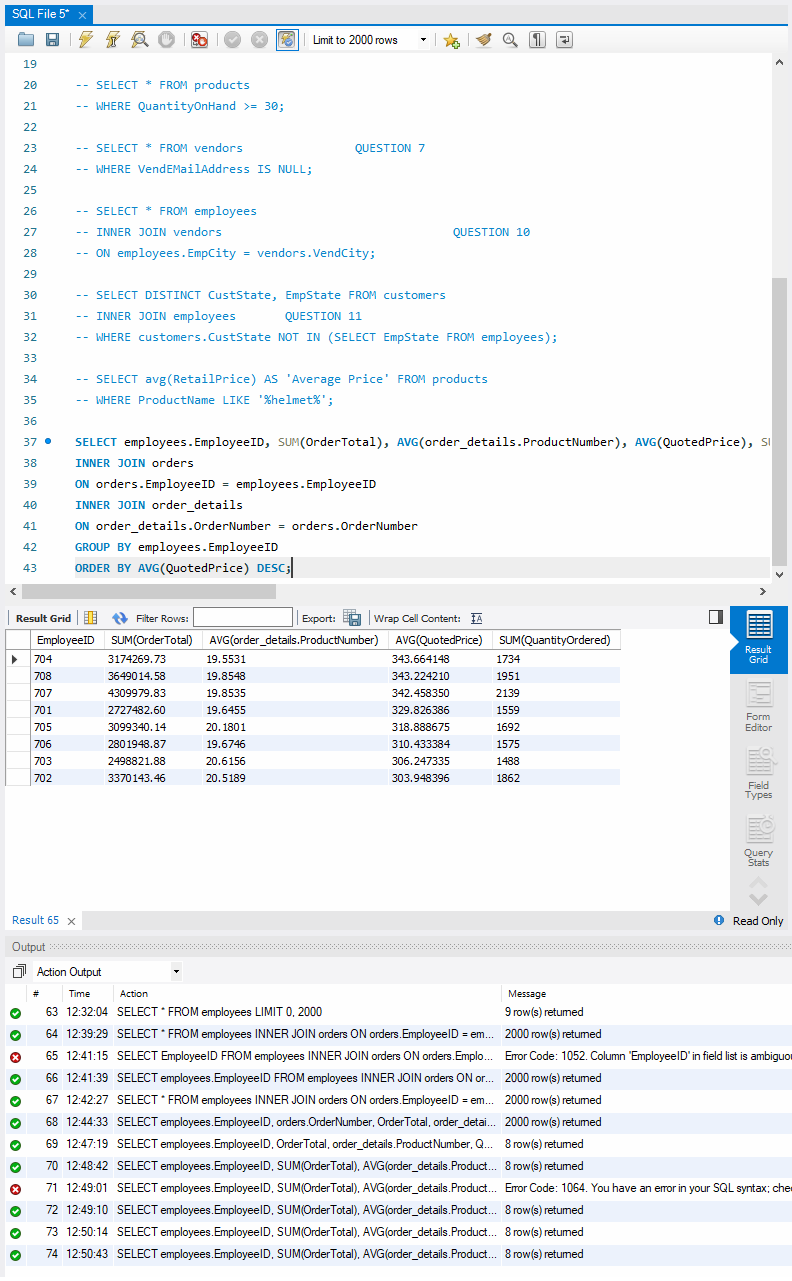 SQL File 5*
Limit to 2000 rows
19
20 -- SELECT * FROM products
21 -- WHERE QuantityOnHand >= 30;
22
23 -- SELECT * FROM vendors QUESTION 7
24 -- WHERE VendEMailAddress IS NULL;
25
26 -- SELECT * FROM employees
27 -- INNER JOIN vendors QUESTION 10
28 -- ON employees.EmpCity = vendors.VendCity;
29
30 -- SELECT DISTINCT CustState, EmpState FROM customers
31 -- INNER JOIN employees QUESTION 11
32 -- WHERE customers.CustState NOT IN (SELECT EmpState FROM employees);
33
34 -- SELECT avg(RetailPrice) AS 'Average Price' FROM products
35 -- WHERE ProductName LIKE '%helmet%';
36
37 SELECT employees.EmployeeID, SUM(OrderTotal), AVG(order_details.ProductNumber), AVG(QuotedPrice), SU
38 INNER JOIN orders
39 ON orders.EmployeeID = employees.EmployeeID
40 INNER JOIN order_details
41 ON order_details.OrderNumber = orders.OrderNumber
42 GROUP BY employees.EmployeeID
43 ORDER BY AVG(QuotedPrice) DESC;
Result Grid Filter Rows: Export: Wrap Cell Content:
EmployeeID SUM(OrderTotal) AVG(order_details.ProductNumber) AVG(QuotedPrice) SUM(QuantityOrdered)
704 3174269.73 19.5531 343.664148 1734
708 3649014.58 19.8548 343.224210 1951
707 4309979.83 19.8535 342.458350 2139
701 2727482.60 19.6455 329.826386 1559
705 3099340.14 20.1801 318.888675 1692
706 2801948.87 19.6746 310.433384 1575
703 2498821.88 20.6156 306.247335 1488
702 3370143.46 20.5189 303.948396 1862
Result
Grid
Form
Editor
Field
Types
Query
Stats
Result 65 Read Only
Output
Action Output
# Time Action Message
63 12:32:04 SELECT * FROM employees LIMIT 0, 2000 9 row(s) returned
64 12:39:29 SELECT * FROM employees INNER JOIN orders ON orders.EmployeeID = em... 2000 row(s) returned
65 12:41:15 SELECT EmployeeID FROM employees INNER JOIN orders ON orders.Emplo... Error Code: 1052. Column 'EmployeeID' in field list is ambiguou
66 12:41:39 SELECT employees.EmployeeID FROM employees INNER JOIN orders ON or... 2000 row(s) returned
67 12:42:27 SELECT * FROM employees INNER JOIN orders ON orders.EmployeeID = em... 2000 row(s) returned
68 12:44:33 SELECT employees.EmployeeID, orders.OrderNumber, OrderTotal, order_detai... 2000 row(s) returned
69 12:47:19 SELECT employees.EmployeeID, OrderTotal, order_details.ProductNumber, Q... 8 row(s) returned
70 12:48:42 SELECT employees.EmployeeID, SUM(OrderTotal), AVG(order_details.Product... 8 row(s) returned
71 12:49:01 SELECT employees.EmployeeID, SUM(OrderTotal), AVG(order_details.Product... Error Code: 1064. You have an error in your SQL syntax; chec
72 12:49:10 SELECT employees.EmployeeID, SUM(OrderTotal), AVG(order_details.Product... 8 row(s) returned
73 12:50:14 SELECT employees.EmployeeID, SUM(OrderTotal), AVG(order_details.Product... 8 row(s) returned
74 12:50:43 SELECT employees.EmployeeID, SUM(OrderTotal), AVG(order_details.Product... 8 row(s) returned